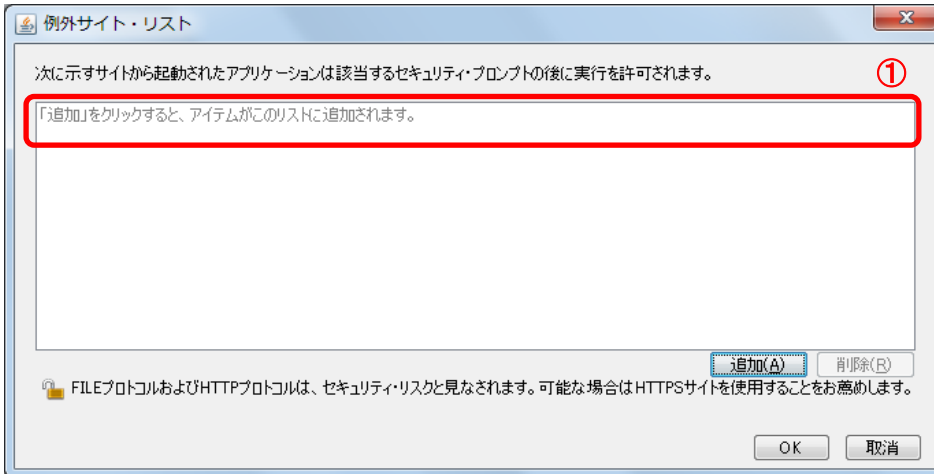 例外サイト・リスト
次に示すサイトから起動されたアプリケーションは該当するセキュリティ・プロンプトの後に実行を許可されます。
①
「追加」をクリックすると、アイテムがこのリストに追加されます。
追加(A) 削除(R)
FILEプロトコルおよびHTTPプロトコルは、セキュリティ・リスクと見なされます。可能な場合はHTTPSサイトを使用することをお薦めします。
OK 取消